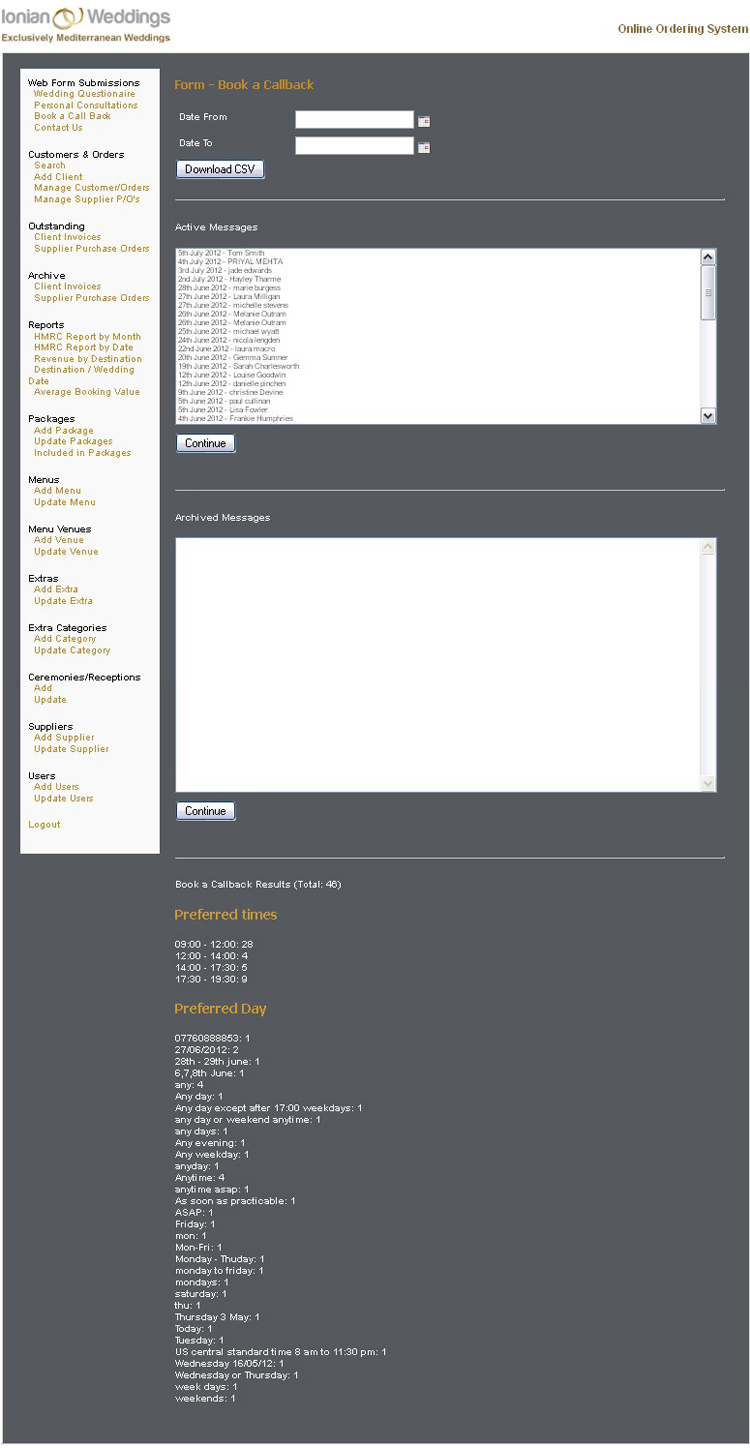 Ionian Weddings
Exclusively Mediterranean Weddings
Online Ordering System
Web Form Submissions
Wedding Questionaire
Personal Consultations
Book a Call Back
Contact Us
Customers & Orders
Search
Add Client
Manage Customer/Orders
Manage Supplier P/O's
Outstanding
Client Invoices
Supplier Purchase Orders
Archive
Client Invoices
Supplier Purchase Orders
Reports
HMRC Report by Month
HMRC Report by Date
Revenue by Destination
Destination / Wedding
Date
Average Booking Value
Packages
Add Package
Update Packages
Included in Packages
Menus
Add Menu
Update Menu
Menu Venues
Add Venue
Update Venue
Extras
Add Extra
Update Extra
Extra Categories
Add Category
Update Category
Ceremonies/Receptions
Add
Update
Suppliers
Add Supplier
Update Supplier
Users
Add Users
Update Users
Logout
Form - Book a Callback
Date From
Date To
Download CSV
Active Messages
5th July 2012 - Tom Smith
4th July 2012 - PRIYAL MEHTA
3rd July 2012 - jade edwards
2nd July 2012 - Hayley Tharme
28th June 2012 - marie burgess
27th June 2012 - Laura Milligan
27th June 2012 - michelle stevens
26th June 2012 - Melanie Outram
26th June 2012 - Melanie Outram
25th June 2012 - michael wyatt
24th June 2012 - nicola lengden
22nd June 2012 - laura macro
20th June 2012 - Gemma Sumner
19th June 2012 - Sarah Charlesworth
12th June 2012 - Louise Goodwin
12th June 2012 - danielle pinchen
9th June 2012 - christine Devine
5th June 2012 - paul cullinan
5th June 2012 - Lisa Fowler
4th June 2012 - Frankie Humphries
Continue
Archived Messages
Continue
Book a Callback Results (Total: 46)
Preferred times
09:00 - 12:00: 28
12:00 - 14:00: 4
14:00 - 17:30: 5
17:30 - 19:30: 9
Preferred Day
07760888853: 1
27/06/2012: 2
28th - 29th june: 1
6,7,8th June: 1
any: 4
Any day: 1
Any day except after 17:00 weekdays: 1
any day or weekend anytime: 1
any days: 1
Any evening: 1
Any weekday: 1
anyday: 1
Anytime: 4
anytime asap: 1
As soon as practicable: 1
ASAP: 1
Friday: 1
mon: 1
Mon-Fri: 1
Monday - Thuday: 1
monday to friday: 1
mondays: 1
saturday: 1
thu: 1
Thursday 3 May: 1
Today: 1
Tuesday: 1
US central standard time 8 am to 11:30 pm: 1
Wednesday 16/05/12: 1
Wednesday or Thursday: 1
week days: 1
weekends: 1